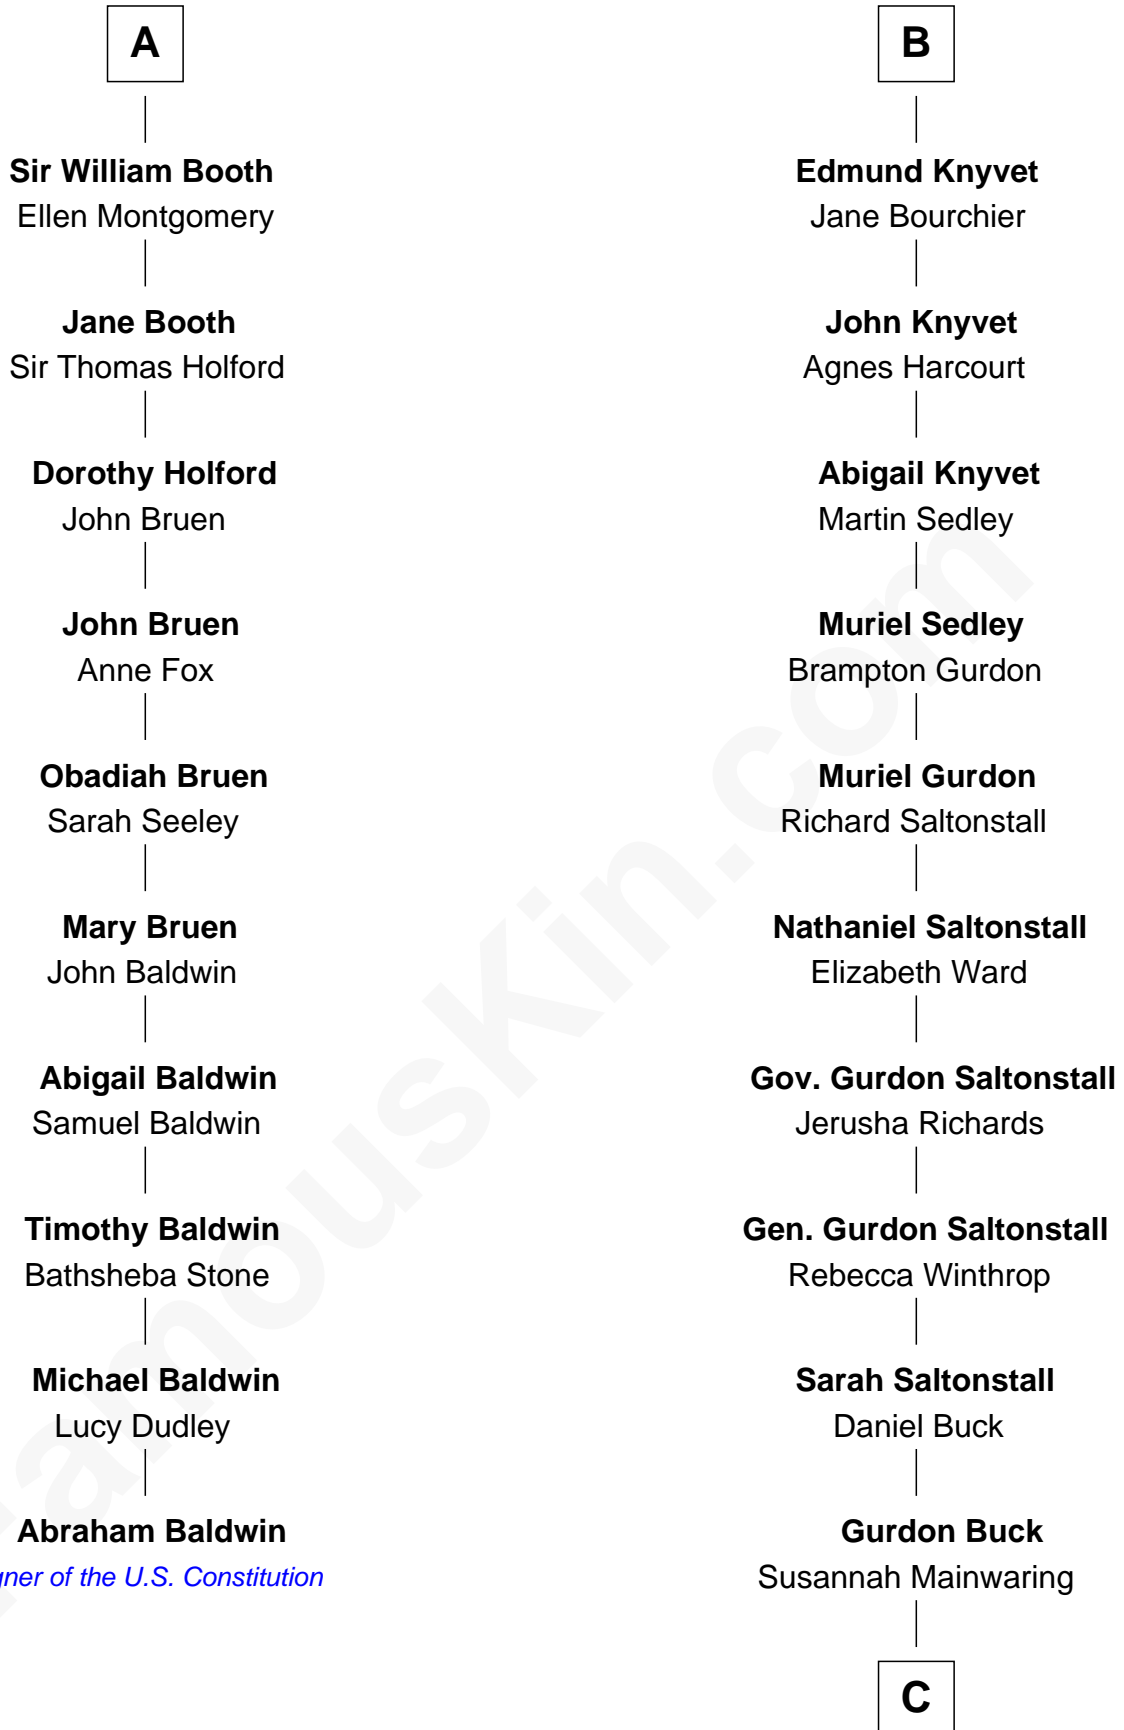 A
Sir William Booth
Ellen Montgomery
Jane Booth
Sir Thomas Holford
Dorothy Holford
John Bruen
John Bruen
Anne Fox
Obadiah Bruen
Sarah Seeley
Mary Bruen
John Baldwin
Abigail Baldwin
Samuel Baldwin
Timothy Baldwin
Bathsheba Stone
Michael Baldwin
Lucy Dudley
Abraham Baldwin
of the U.S. Constitution
B
Edmund Knyvet
Jane Bourchier
John Knyvet
Agnes Harcourt
Abigail Knyvet
Martin Sedley
Muriel Sedley
Brampton Gurdon
Muriel Gurdon
Richard Saltonstall
Nathaniel Saltonstall
Elizabeth Ward
Gov. Gurdon Saltonstall
Jerusha Richards
Gen. Gurdon Saltonstall
Rebecca Winthrop
Sarah Saltonstall
Daniel Buck
Gurdon Buck
Susannah Mainwaring
C
FamousKin.com